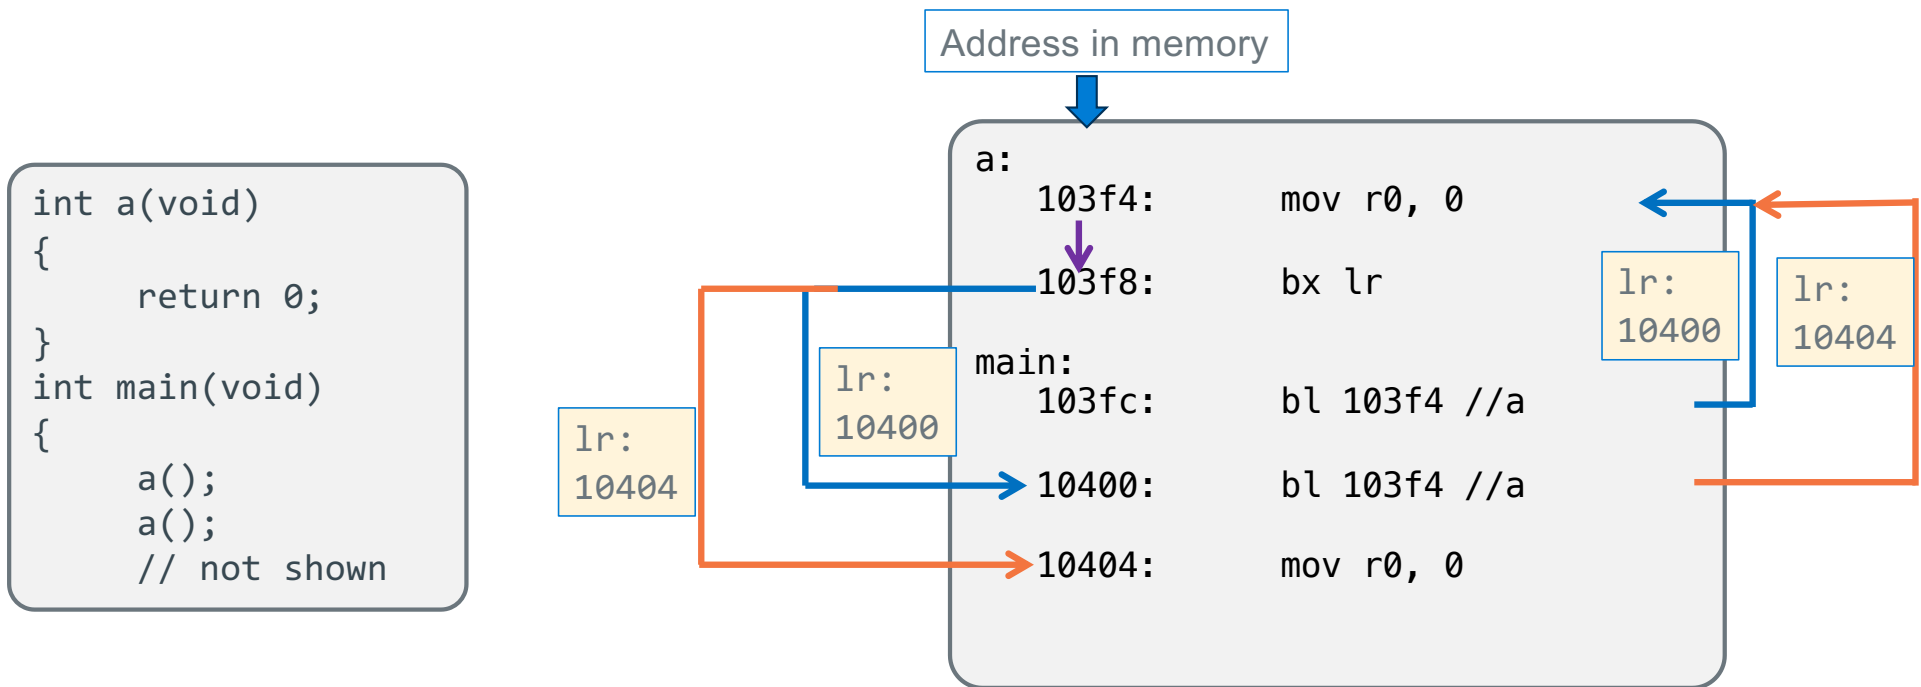 Address in memory
int a(void)
{
return 0;
}
int main(void)
{
a();
a();
// not shown
a:
103f4: mov r0, 0
103f8: bx lr
main:
103fc: bl 103f4 //a
10400: bl 103f4 //a
10404: mov r0, 0
lr:
10404
lr:
10400
lr:
10400
lr:
10404